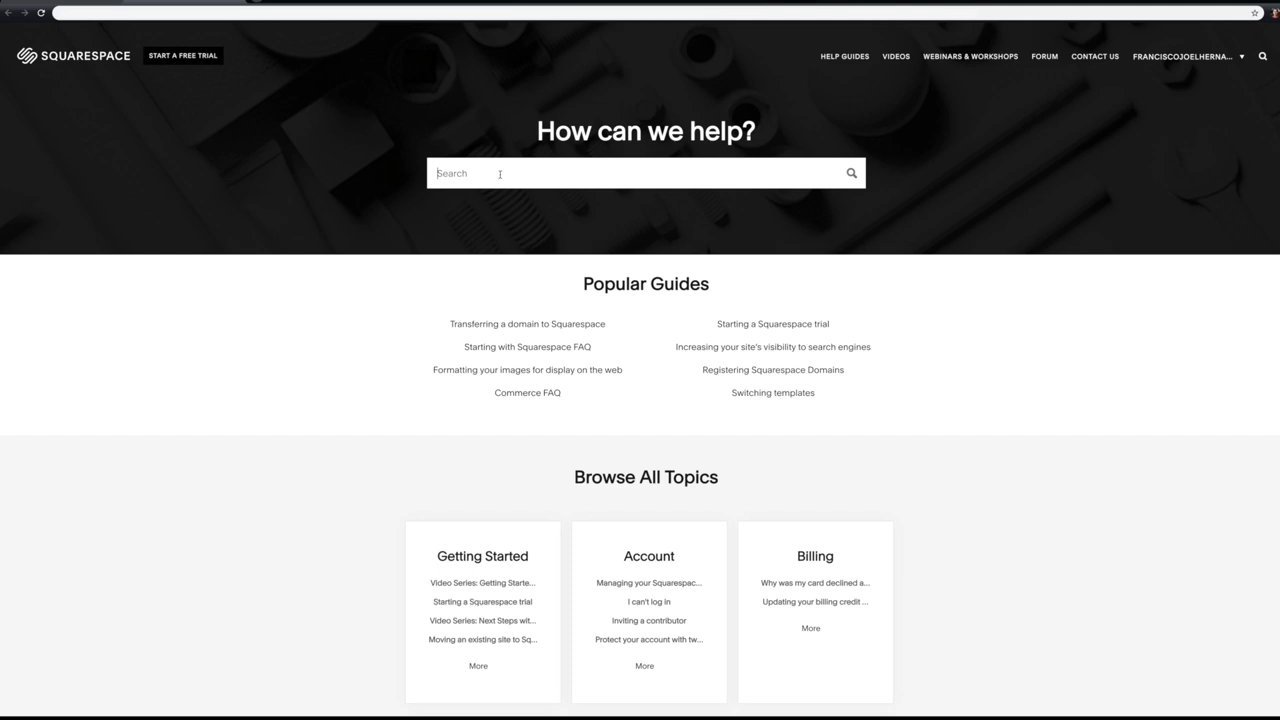 SQUARESPACE
START A FREE TRIAL
HELP GUIDES
VIDEOS
WEBINARS & WORKSHOPS
FORUM
CONTACT US
FRANCISCOJOELHERNA...
How can we help?
Search
Popular Guides
Transferring a domain to Squarespace
Starting a Squarespace trial
Starting with Squarespace FAQ
Increasing your site's visibility to search engines
Formatting your images for display on the web
Registering Squarespace Domains
Commerce FAQ
Switching templates
Browse All Topics
Getting Started
Video Series: Getting Starte...
Starting a Squarespace trial
Video Series: Next Steps wit...
Moving an existing site to Sq...
More
Account
Managing your Squarespac...
I can't log in
Inviting a contributor
Protect your account with tw...
More
Billing
Why was my card declined a...
Updating your billing credit ...
More